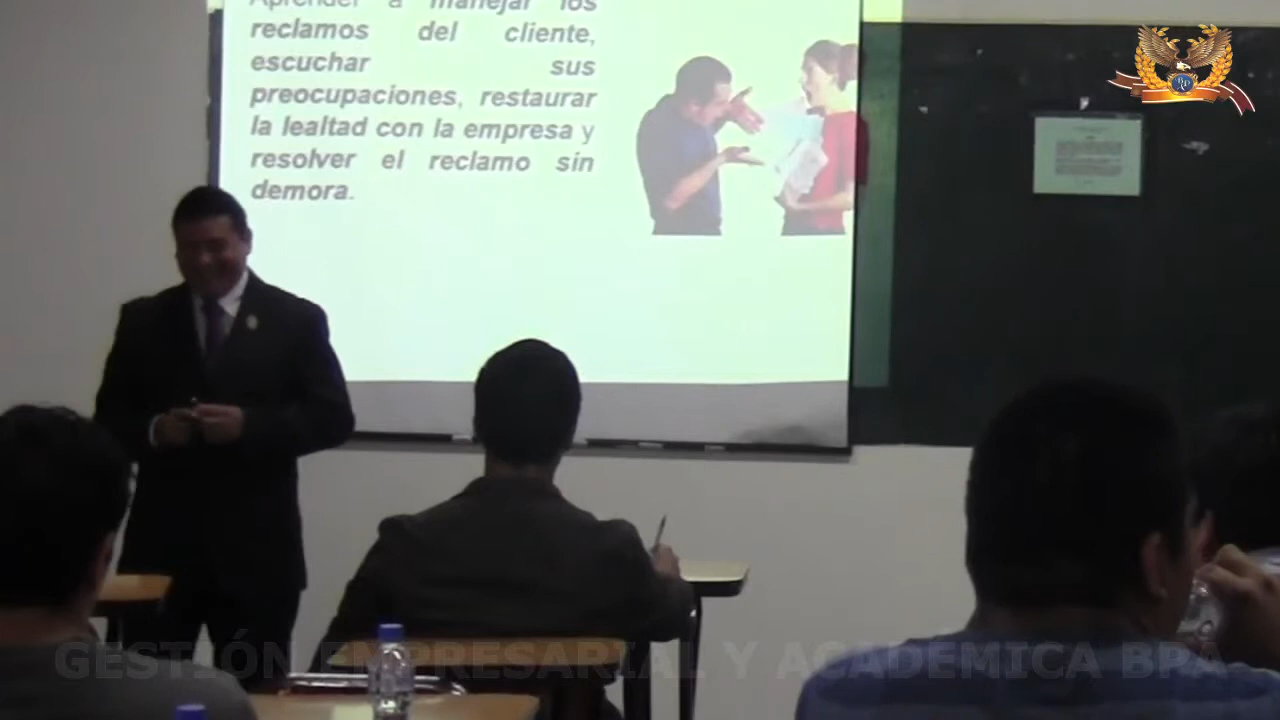 Aprender a manejar los
reclamos del cliente,
escuchar sus
preocupaciones, restaurar
la lealtad con la empresa y
resolver el reclamo sin
demora.
GESTIÓN EMPRESARIAL Y ACADÉMICA BPA